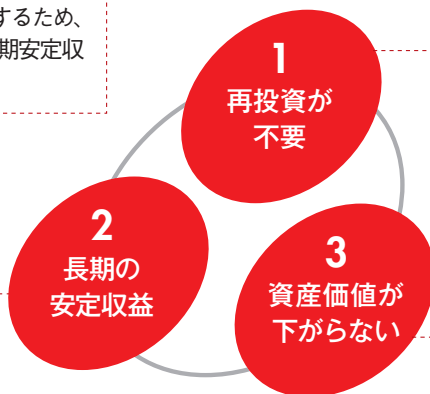 するため、
期安定収
1
再投資が
不要
2
長期の
安定収益
3
資産価値が
下がらない